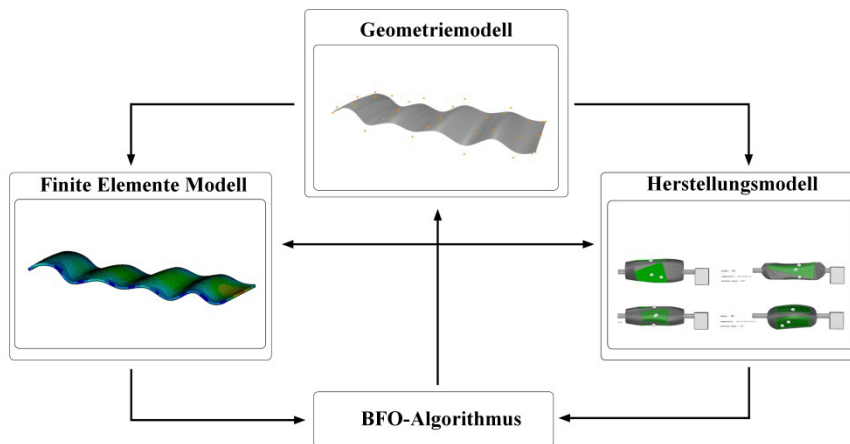 Geometriemodell
Finite Elemente Modell
Herstellungsmodell
BFO-Algorithmus